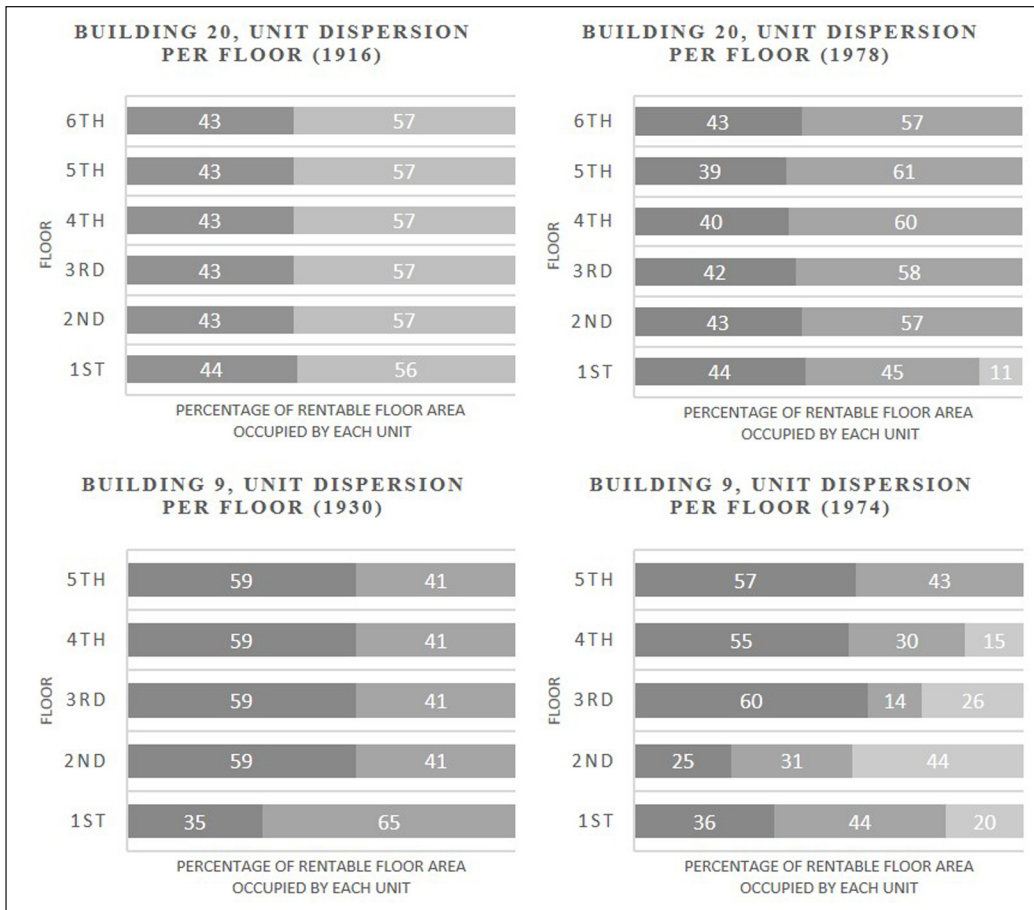 BUILDING 20, UNIT DISPERSION
PER FLOOR (1916)
6TH 43 57
5TH 43 57
4TH 43 57
3RD 43 57
2ND 43 57
1ST 44 56
FLOOR
PERCENTAGE OF RENTABLE FLOOR AREA
OCCUPIED BY EACH UNIT
BUILDING 20, UNIT DISPERSION
PER FLOOR (1978)
6TH 43 57
5TH 39 61
4TH 40 60
3RD 42 58
2ND 43 57
1ST 44 45 11
FLOOR
PERCENTAGE OF RENTABLE FLOOR AREA
OCCUPIED BY EACH UNIT
BUILDING 9, UNIT DISPERSION
PER FLOOR (1930)
5TH 59 41
4TH 59 41
3RD 59 41
2ND 59 41
1ST 35 65
FLOOR
PERCENTAGE OF RENTABLE FLOOR AREA
OCCUPIED BY EACH UNIT
BUILDING 9, UNIT DISPERSION
PER FLOOR (1974)
5TH 57 43
4TH 55 30 15
3RD 60 14 26
2ND 25 31 44
1ST 36 44 20
FLOOR
PERCENTAGE OF RENTABLE FLOOR AREA
OCCUPIED BY EACH UNIT